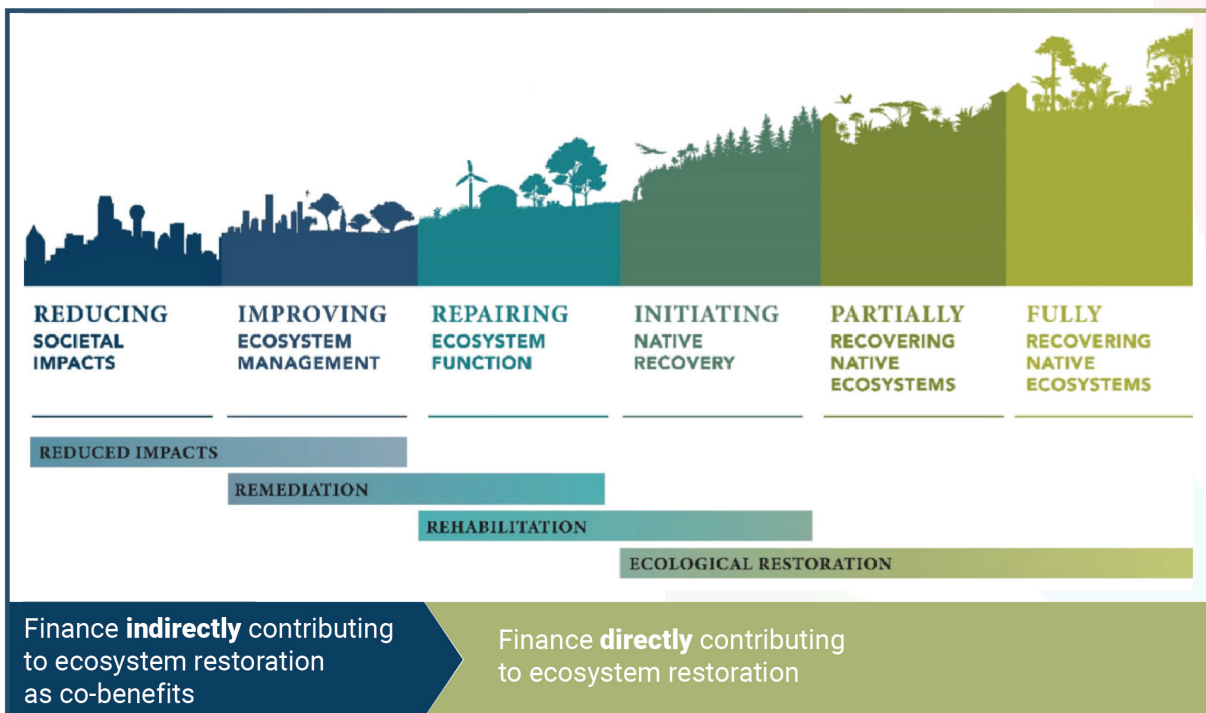 REDUCING
SOCIETAL
IMPACTS
IMPROVING
ECOSYSTEM
MANAGEMENT
REPAIRING
ECOSYSTEM
FUNCTION
INITIATING
NATIVE
RECOVERY
PARTIALLY
RECOVERING
NATIVE
ECOSYSTEMS
FULLY
RECOVERING
NATIVE
ECOSYSTEMS
REDUCED IMPACTS
REMEDIATION
REHABILITATION
ECOLOGICAL RESTORATION
Finance indirectly contributing
to ecosystem restoration
as co-benefits
Finance directly contributing
to ecosystem restoration